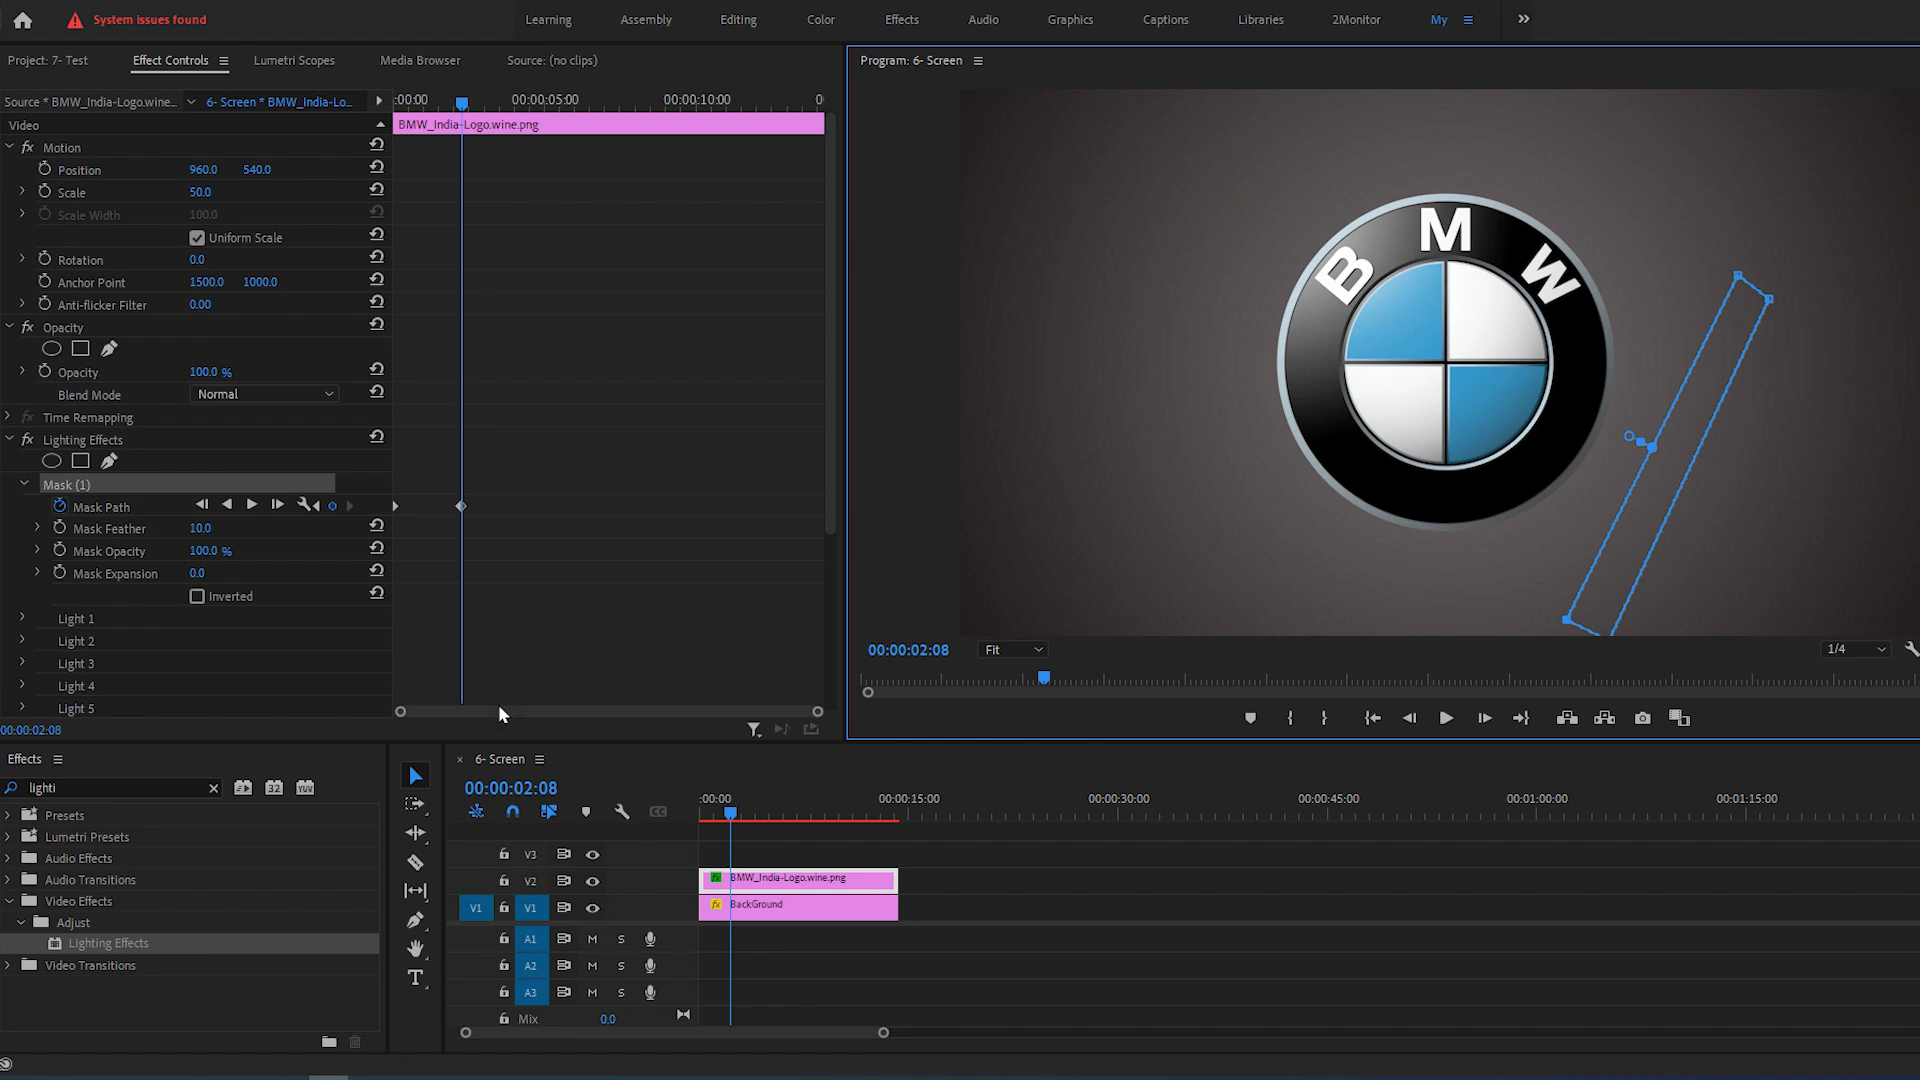 System issues found
Learning Assembly Editing Color Effects Audio Graphics Captions Libraries 2Monitor My
Project: 7- Test Effect Controls Lumetri Scopes Media Browser Source: (no clips)
Program: 6- Screen
Source * BMW_India-Logo.wine... 6- Screen * BMW_India-Lo...
:00:00 00:00:05:00 00:00:10:00 0
Video
BMW_India-Logo.wine.png
Motion
Position 960.0 540.0
Scale 50.0
Scale Width 100.0
Uniform Scale
Rotation 0.0
Anchor Point 1500.0 1000.0
Anti-flicker Filter 0.00
Opacity
Opacity 100.0 %
Blend Mode Normal
Time Remapping
Lighting Effects
Mask (1)
Mask Path
Mask Feather 10.0
Mask Opacity 100.0 %
Mask Expansion 0.0
Inverted
Light 1
Light 2
Light 3
Light 4
Light 5
00:00:02:08
B M W
00:00:02:08 Fit 1/4
Effects
lighti
32 YUV
Presets
Lumetri Presets
Audio Effects
Audio Transitions
Video Effects
Adjust
Lighting Effects
Video Transitions
6- Screen
00:00:02:08
CC
:00:00 00:00:15:00 00:00:30:00 00:00:45:00 00:01:00:00 00:01:15:00
V3
V2 fx BMW_India-Logo.wine.png
V1 V1 fx BackGround
A1 M S
A2 M S
A3 M S
Mix 0.0